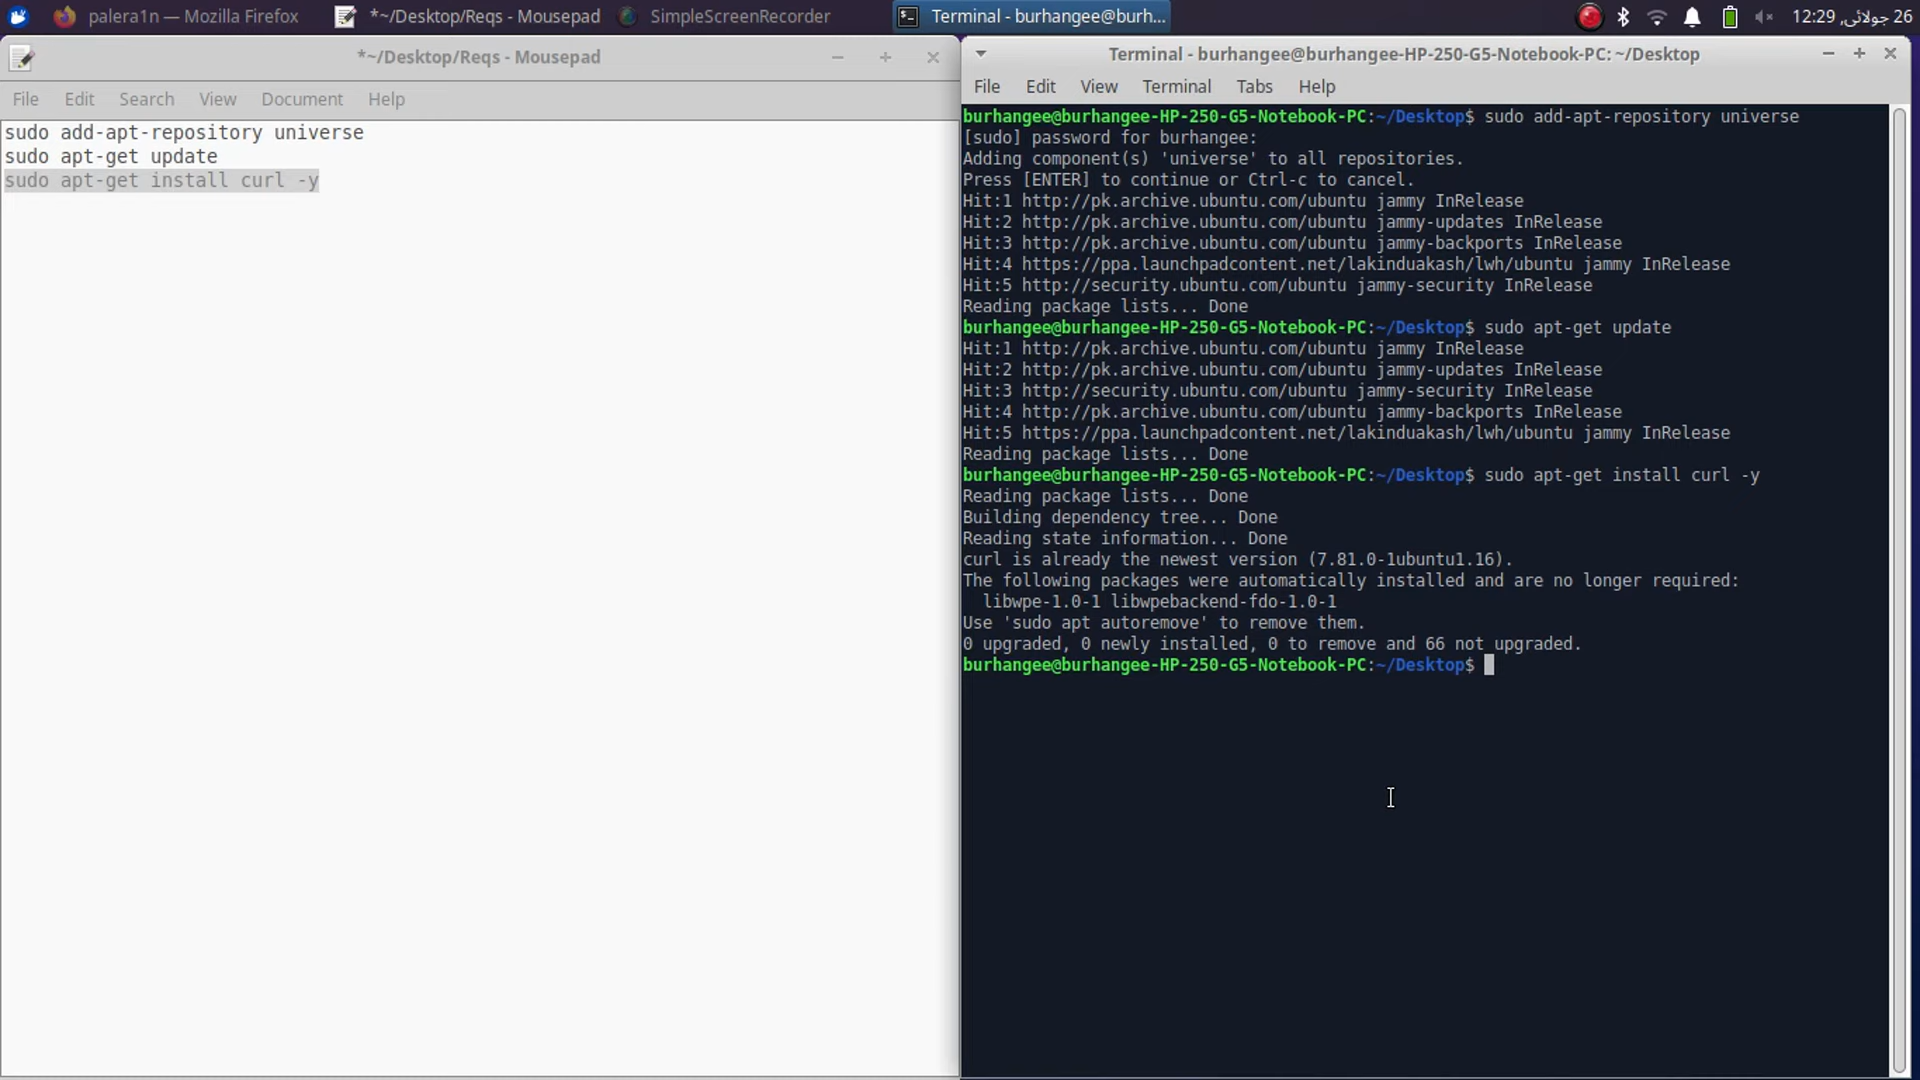 palera1n — Mozilla Firefox
*~/Desktop/Reqs - Mousepad
SimpleScreenRecorder
Terminal - burhangee@burh...
26 جولائی, 12:29
*~/Desktop/Reqs - Mousepad
File Edit Search View Document Help
sudo add-apt-repository universe
sudo apt-get update
sudo apt-get install curl -y
Terminal - burhangee@burhangee-HP-250-G5-Notebook-PC: ~/Desktop
File Edit View Terminal Tabs Help
burhangee@burhangee-HP-250-G5-Notebook-PC:~/Desktop$ sudo add-apt-repository universe
[sudo] password for burhangee:
Adding component(s) 'universe' to all repositories.
Press [ENTER] to continue or Ctrl-c to cancel.
Hit:1 http://pk.archive.ubuntu.com/ubuntu jammy InRelease
Hit:2 http://pk.archive.ubuntu.com/ubuntu jammy-updates InRelease
Hit:3 http://pk.archive.ubuntu.com/ubuntu jammy-backports InRelease
Hit:4 https://ppa.launchpadcontent.net/lakinduakash/lwh/ubuntu jammy InRelease
Hit:5 http://security.ubuntu.com/ubuntu jammy-security InRelease
Reading package lists... Done
burhangee@burhangee-HP-250-G5-Notebook-PC:~/Desktop$ sudo apt-get update
Hit:1 http://pk.archive.ubuntu.com/ubuntu jammy InRelease
Hit:2 http://pk.archive.ubuntu.com/ubuntu jammy-updates InRelease
Hit:3 http://security.ubuntu.com/ubuntu jammy-security InRelease
Hit:4 http://pk.archive.ubuntu.com/ubuntu jammy-backports InRelease
Hit:5 https://ppa.launchpadcontent.net/lakinduakash/lwh/ubuntu jammy InRelease
Reading package lists... Done
burhangee@burhangee-HP-250-G5-Notebook-PC:~/Desktop$ sudo apt-get install curl -y
Reading package lists... Done
Building dependency tree... Done
Reading state information... Done
curl is already the newest version (7.81.0-1ubuntu1.16).
The following packages were automatically installed and are no longer required:
  libwpe-1.0-1 libwpebackend-fdo-1.0-1
Use 'sudo apt autoremove' to remove them.
0 upgraded, 0 newly installed, 0 to remove and 66 not upgraded.
burhangee@burhangee-HP-250-G5-Notebook-PC:~/Desktop$